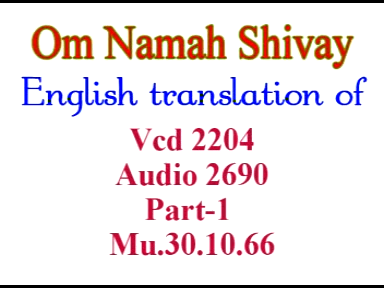 Om Namah Shivay
English translation of
Vcd 2204
Audio 2690
Part-1
Mu.30.10.66